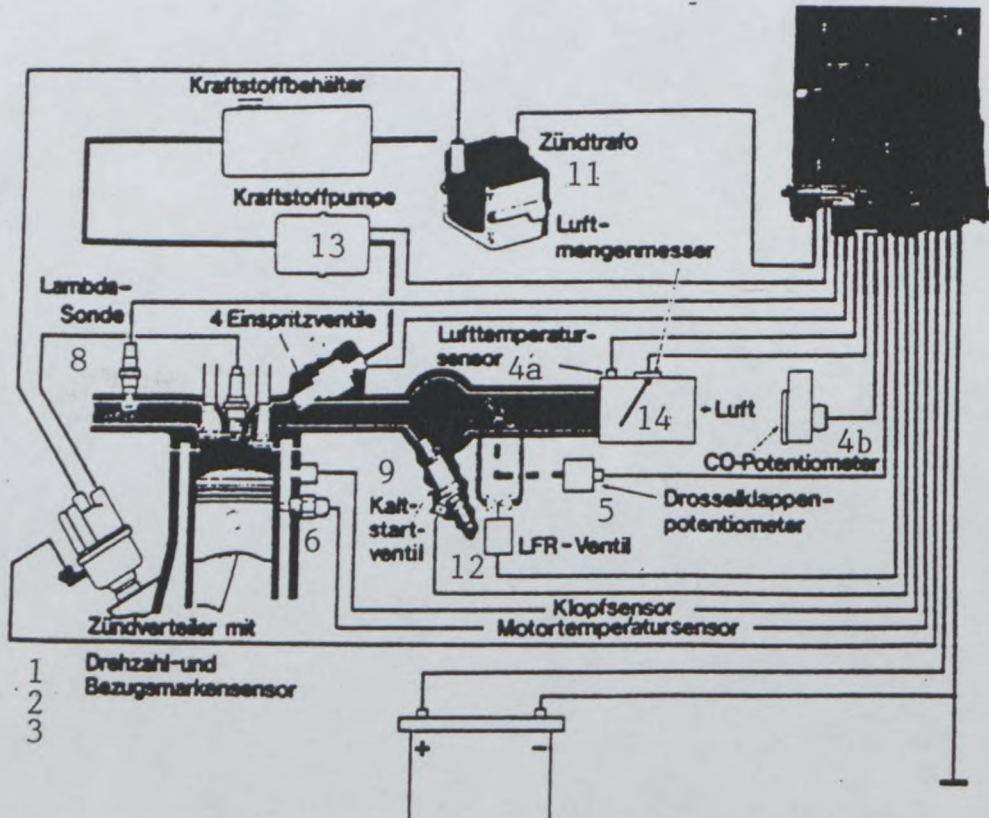 Kraftstoffbehälter
Zündtrafo
11
Kraftstoffpumpe
13
Luft-
mengenmesser
Lambda-
Sonde
8
4 Einspritzventile
Lufttemperatur-
sensor
4a
14
Luft
4b
CO-Potentiometer
9
Kalt-
start-
ventil
5
Drosselklappen-
potentiometer
6
12
LFR-Ventil
Klopfsensor
Motortemperatursensor
Zündverteiler mit
Drehzahl-und
Bezugsmarkensensor
1
2
3
+
-